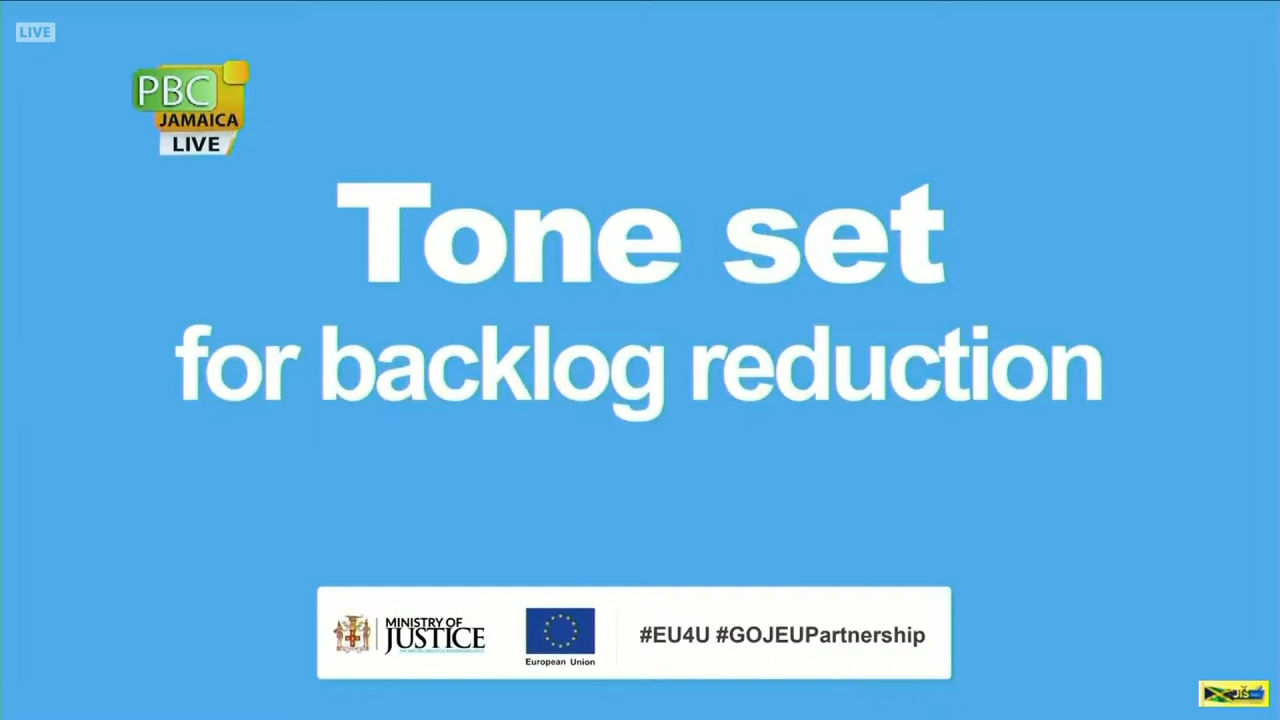 LIVE
PBC
JAMAICA
LIVE
Tone set
for backlog reduction
MINISTRY OF
JUSTICE
European Union
#EU4U #GOJEUPartnership
JIS